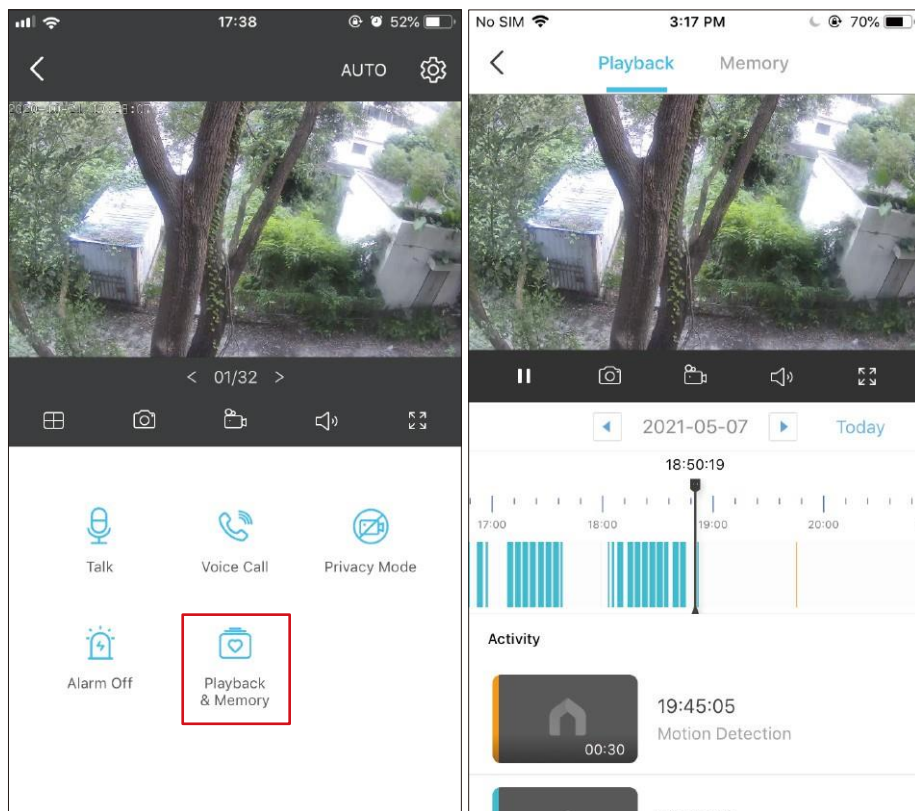 17:38
52%
AUTO
01/32
Talk
Voice Call
Privacy Mode
Alarm Off
Playback
& Memory
No SIM
3:17 PM
70%
Playback
Memory
2021-05-07
Today
18:50:19
17:00
18:00
19:00
20:00
Activity
00:30
19:45:05
Motion Detection